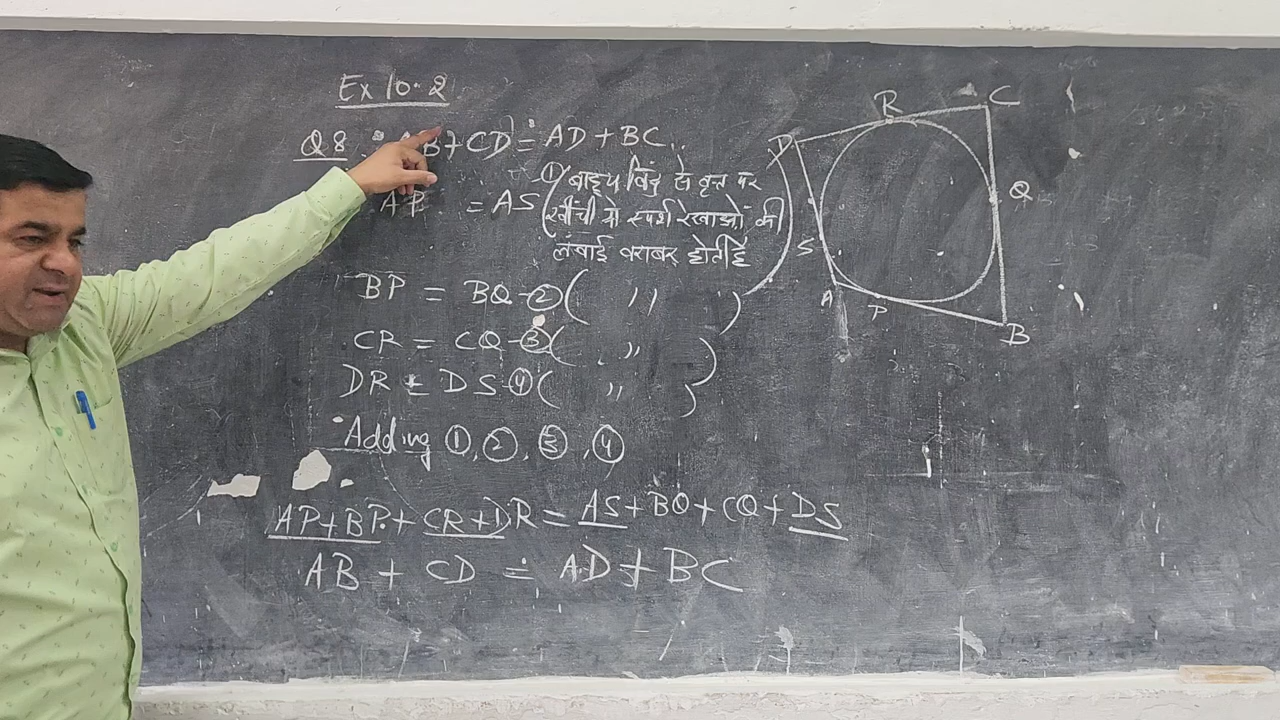 Ex 10.2
Q8 : AB + CD = AD + BC
AP = AS ① (बाह्य बिंदु से वृत्त पर
खींची गे स्पर्श रेखाओं की
लंबाई बराबर होती है)
BP = BQ - ② ( " )
CR = CQ - ③ ( " )
DR = DS - ④ ( " )
Adding ①, ②, ③, ④
AP + BP + CR + DR = AS + BQ + CQ + DS
AB + CD = AD + BC
R C
D
Q
S
A P
B